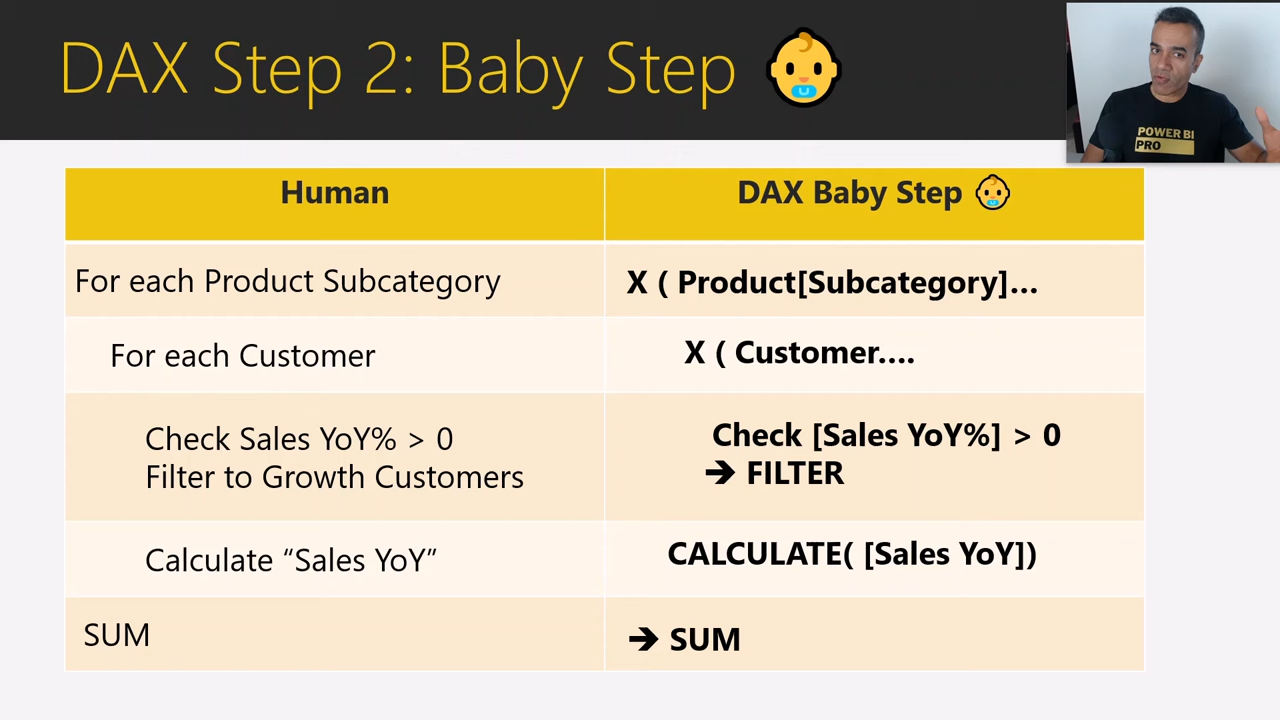 DAX Step 2: Baby Step
POWER BI
PRO
Human
DAX Baby Step
For each Product Subcategory
X ( Product[Subcategory]...
For each Customer
X ( Customer....
Check Sales YoY% > 0
Filter to Growth Customers
Check [Sales YoY%] > 0
➔ FILTER
Calculate “Sales YoY”
CALCULATE( [Sales YoY])
SUM
➔ SUM